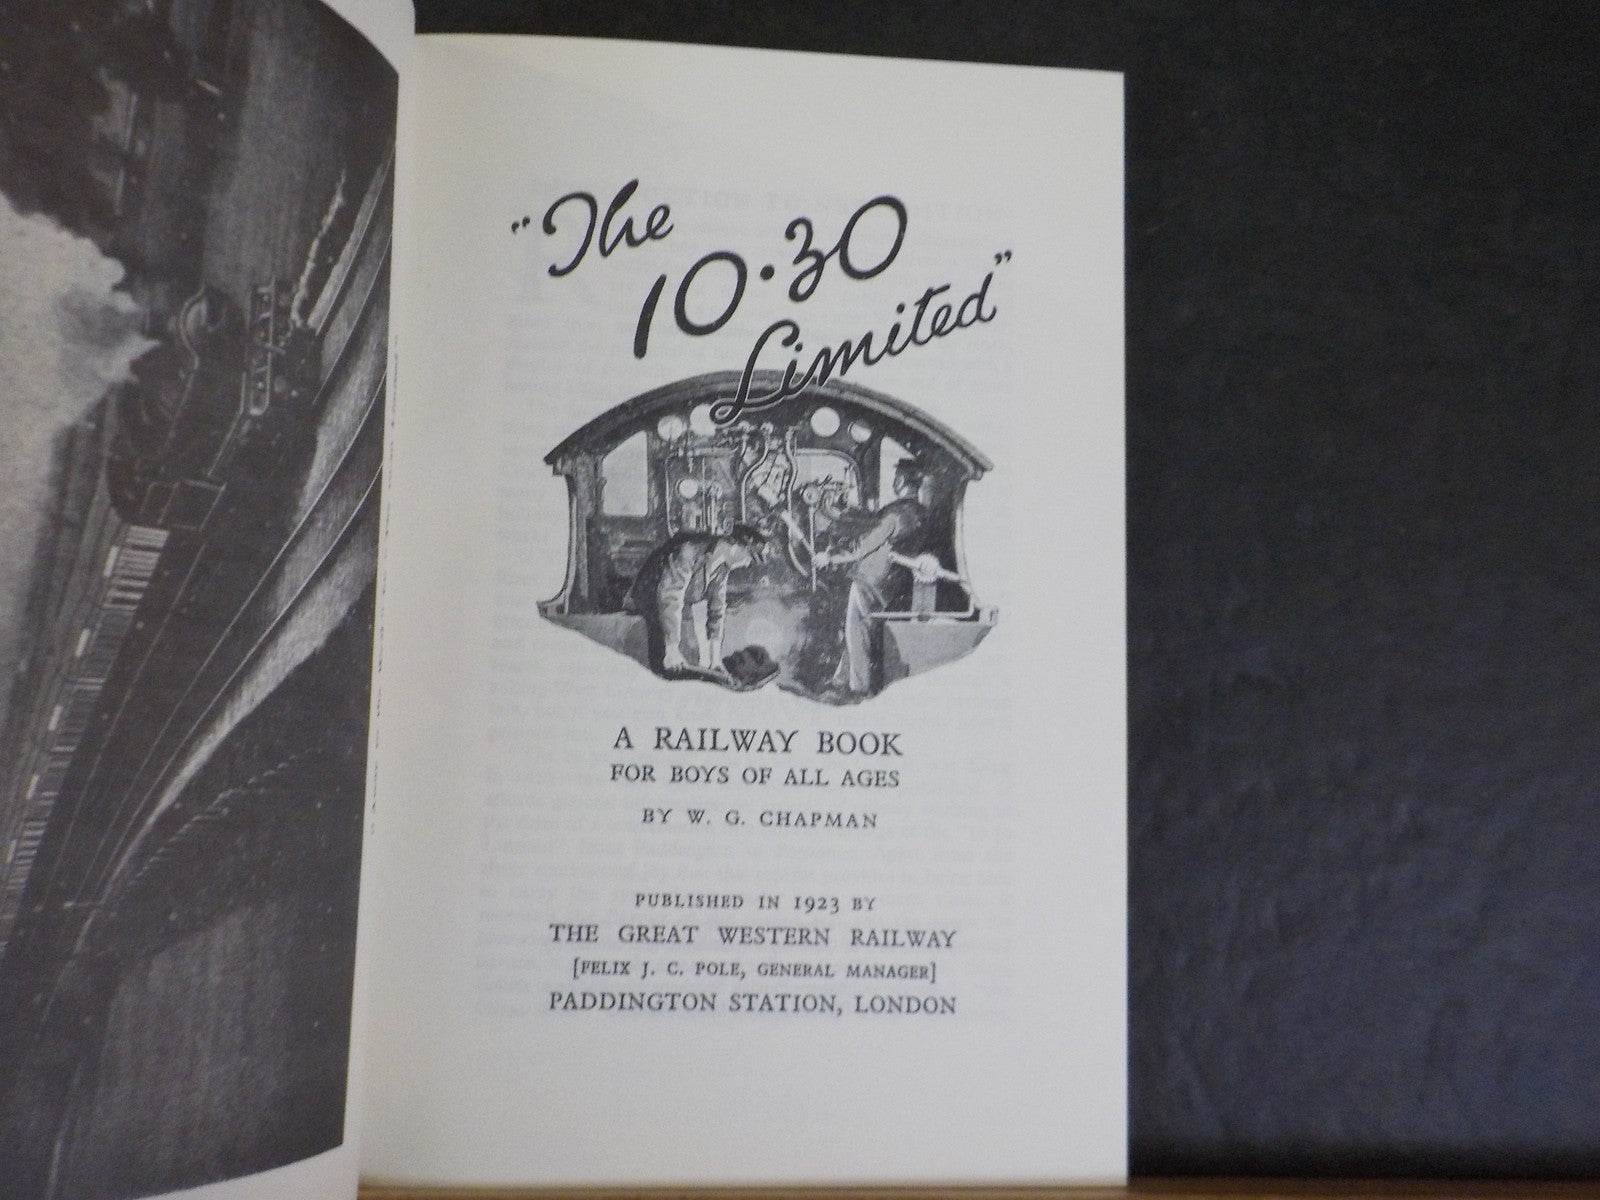 "The
10·30
Limited"
A RAILWAY BOOK
FOR BOYS OF ALL AGES
BY W. G. CHAPMAN
PUBLISHED IN 1923 BY
THE GREAT WESTERN RAILWAY
[FELIX J. C. POLE, GENERAL MANAGER]
PADDINGTON STATION, LONDON